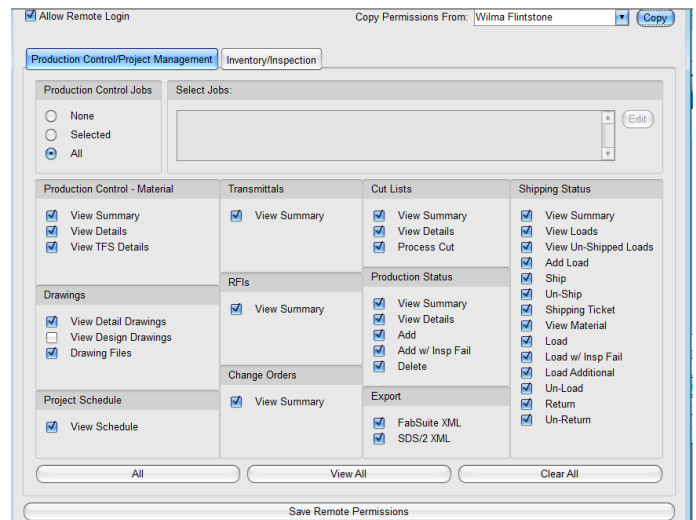 Allow Remote Login
Copy Permissions From: Wilma Flintstone
Copy
Production Control/Project Management
Inventory/Inspection
Production Control Jobs
None
Selected
All
Select Jobs:
Edit
Production Control - Material
View Summary
View Details
View TFS Details
Drawings
View Detail Drawings
View Design Drawings
Drawing Files
Project Schedule
View Schedule
Transmittals
View Summary
RFIs
View Summary
Change Orders
View Summary
Cut Lists
View Summary
View Details
Process Cut
Production Status
View Summary
View Details
Add
Add w/ Insp Fail
Delete
Export
FabSuite XML
SDS/2 XML
Shipping Status
View Summary
View Loads
View Un-Shipped Loads
Add Load
Ship
Un-Ship
Shipping Ticket
View Material
Load
Load w/ Insp Fail
Load Additional
Un-Load
Return
Un-Return
All
View All
Clear All
Save Remote Permissions